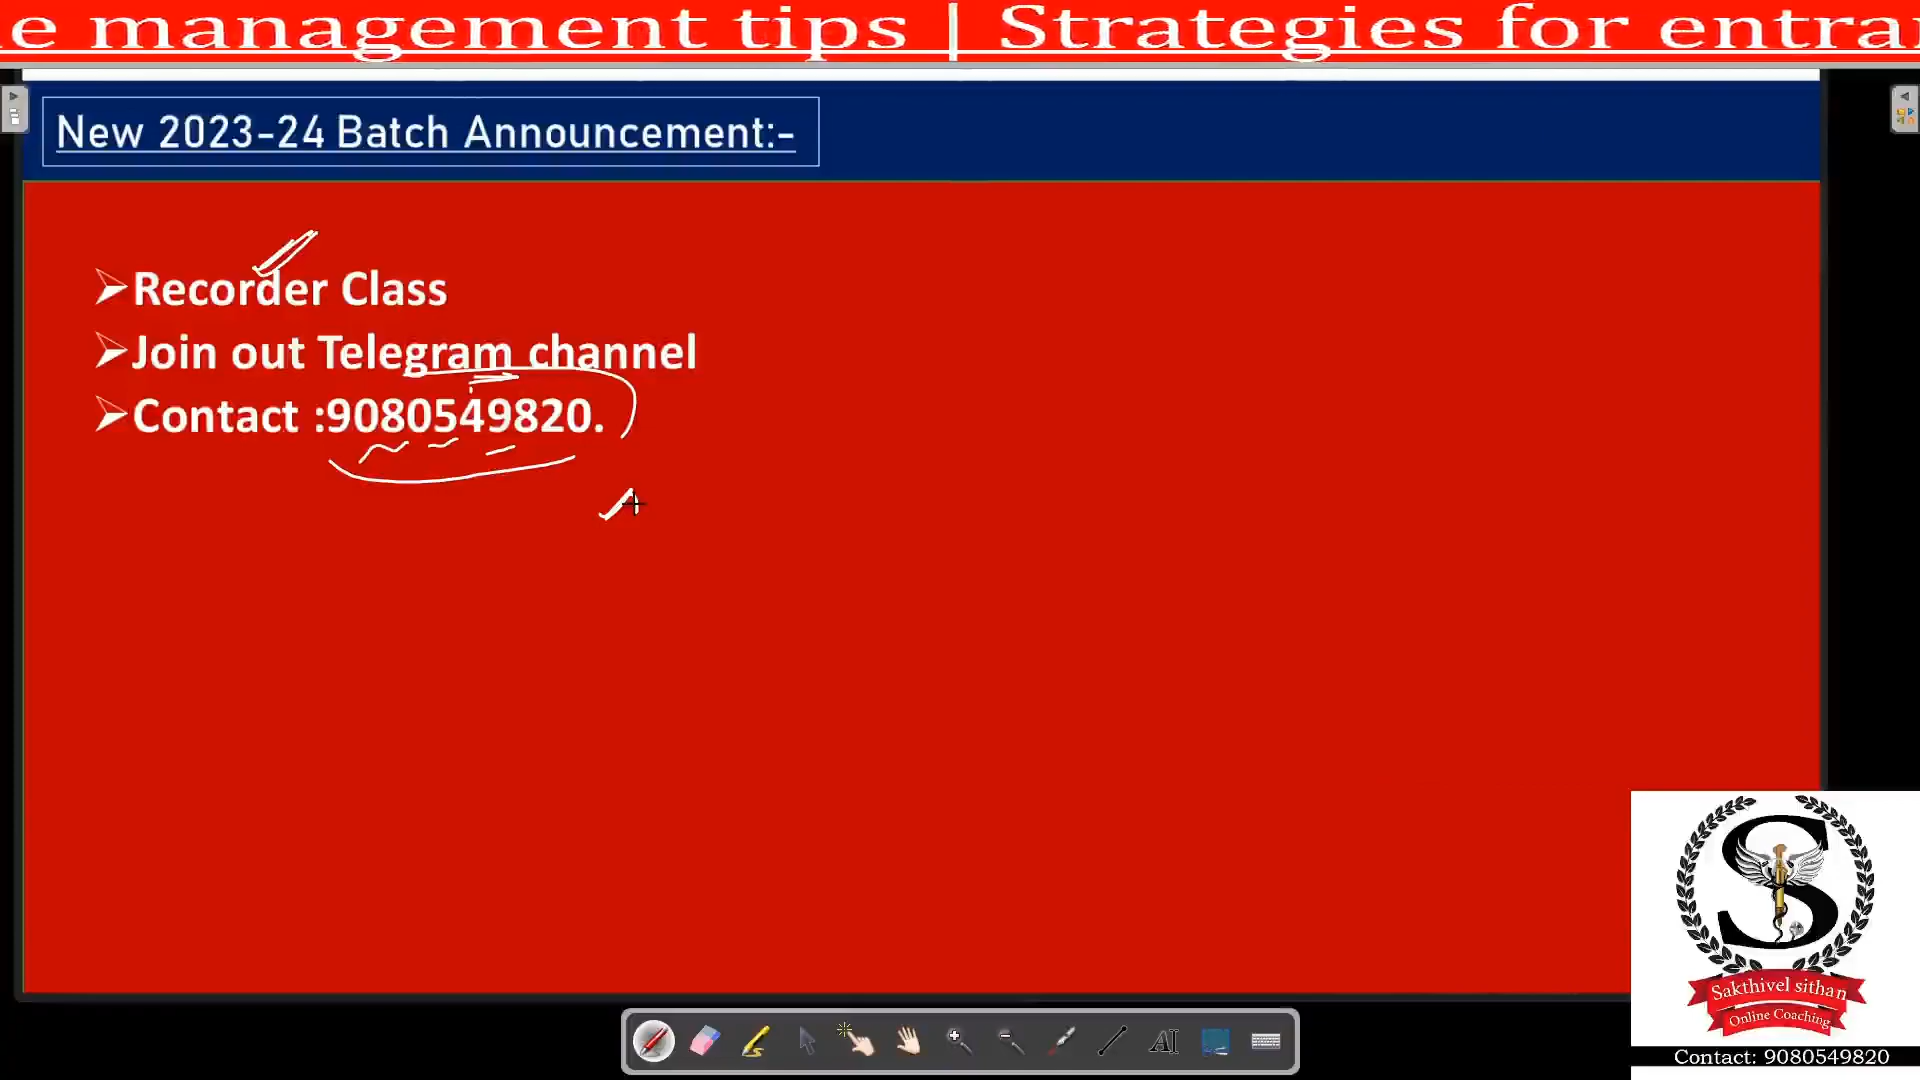 e management tips | Strategies for entra
New 2023-24 Batch Announcement:-
➢Recorder Class
➢Join out Telegram channel
➢Contact :9080549820.
A
S
Sakthivel sithan
Online Coaching
Contact: 9080549820